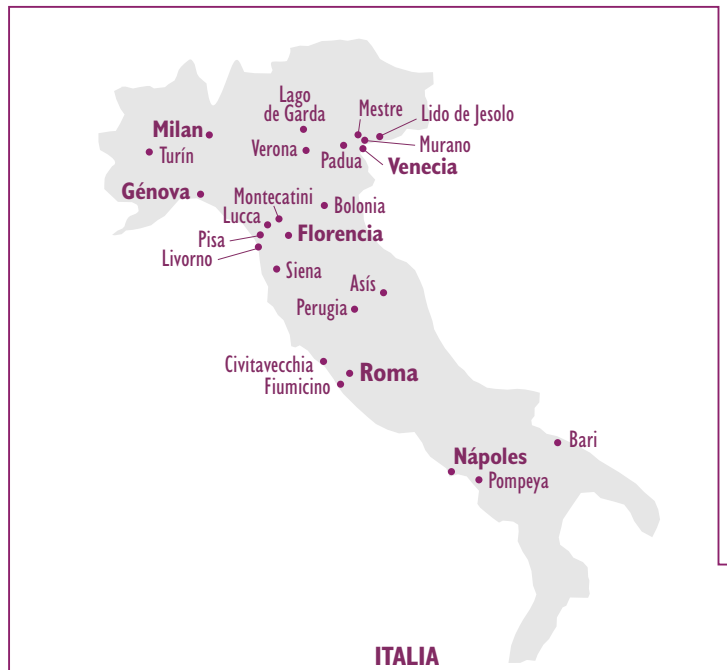 Lago
de Garda
Mestre
Lido de Jesolo
Milan
Murano
Turín
Verona
Padua
Venecia
Génova
Montecatini
Bolonia
Lucca
Pisa
Florencia
Livorno
Siena
Asís
Perugia
Civitavecchia
Roma
Fiumicino
Bari
Nápoles
Pompeya
ITALIA